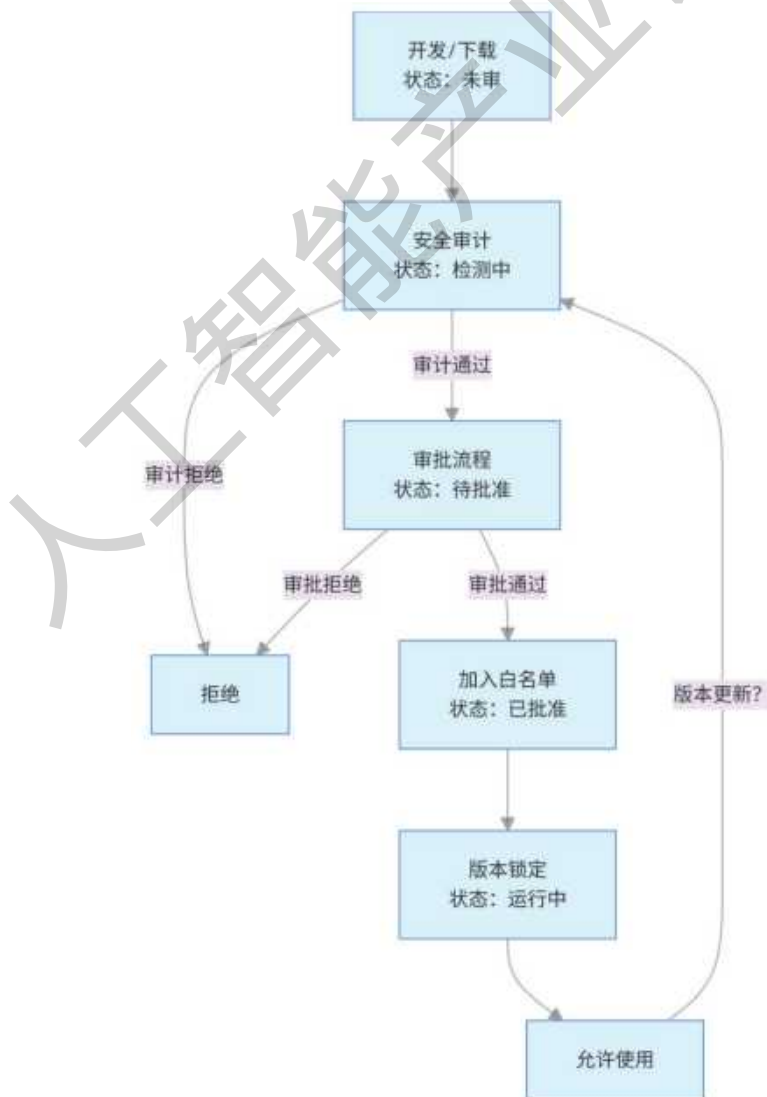 开发/下载
状态：未审
安全审计
状态：检测中
审计通过
审批流程
状态：待批准
审计拒绝
审批拒绝
审批通过
拒绝
加入白名单
状态：已批准
版本更新？
版本锁定
状态：运行中
允许使用
人工智能产业